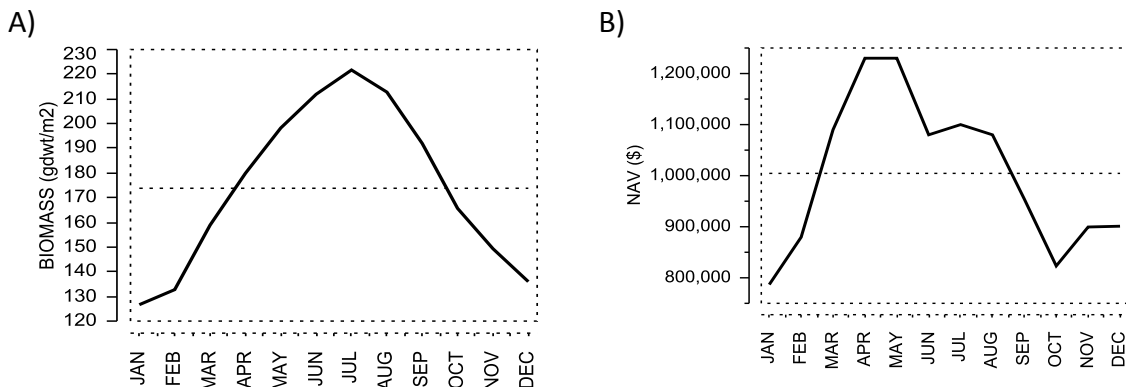 A)
BIOMASS (gdwt/m2)
230
220
210
200
190
180
170
160
150
140
130
120
JAN
FEB
MAR
APR
MAY
JUN
JUL
AUG
SEP
OCT
NOV
DEC
B)
NAV ($)
1,200,000
1,100,000
1,000,000
900,000
800,000
JAN
FEB
MAR
APR
MAY
JUN
JUL
AUG
SEP
OCT
NOV
DEC